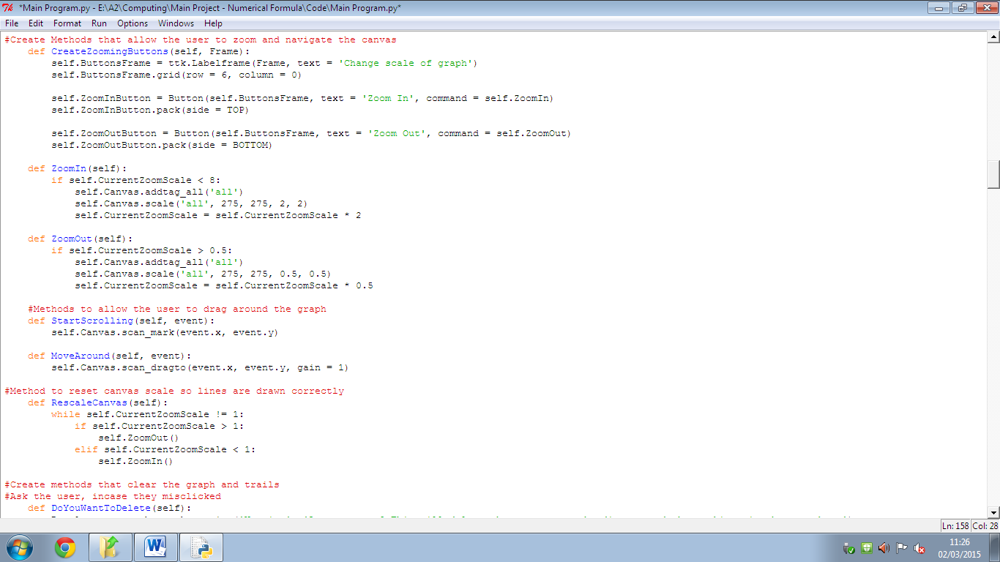 *Main Program.py - E:\A2\Computing\Main Project - Numerical Formula\Code\Main Program.py*
File Edit Format Run Options Windows Help
#Create Methods that allow the user to zoom and navigate the canvas
    def CreateZoomingButtons(self, Frame):
        self.ButtonsFrame = ttk.Labelframe(Frame, text = 'Change scale of graph')
        self.ButtonsFrame.grid(row = 6, column = 0)
        self.ZoomInButton = Button(self.ButtonsFrame, text = 'Zoom In', command = self.ZoomIn)
        self.ZoomInButton.pack(side = TOP)
        self.ZoomOutButton = Button(self.ButtonsFrame, text = 'Zoom Out', command = self.ZoomOut)
        self.ZoomOutButton.pack(side = BOTTOM)
    def ZoomIn(self):
        if self.CurrentZoomScale < 8:
            self.Canvas.addtag_all('all')
            self.Canvas.scale('all', 275, 275, 2, 2)
            self.CurrentZoomScale = self.CurrentZoomScale * 2
    def ZoomOut(self):
        if self.CurrentZoomScale > 0.5:
            self.Canvas.addtag_all('all')
            self.Canvas.scale('all', 275, 275, 0.5, 0.5)
            self.CurrentZoomScale = self.CurrentZoomScale * 0.5
    #Methods to allow the user to drag around the graph
    def StartScrolling(self, event):
        self.Canvas.scan_mark(event.x, event.y)
    def MoveAround(self, event):
        self.Canvas.scan_dragto(event.x, event.y, gain = 1)
#Method to reset canvas scale so lines are drawn correctly
    def RescaleCanvas(self):
        while self.CurrentZoomScale != 1:
            if self.CurrentZoomScale > 1:
                self.ZoomOut()
            elif self.CurrentZoomScale < 1:
                self.ZoomIn()
#Create methods that clear the graph and trails
#Ask the user, incase they misclicked
    def DoYouWantToDelete(self):
Ln: 158 Col: 28
11:26
02/03/2015